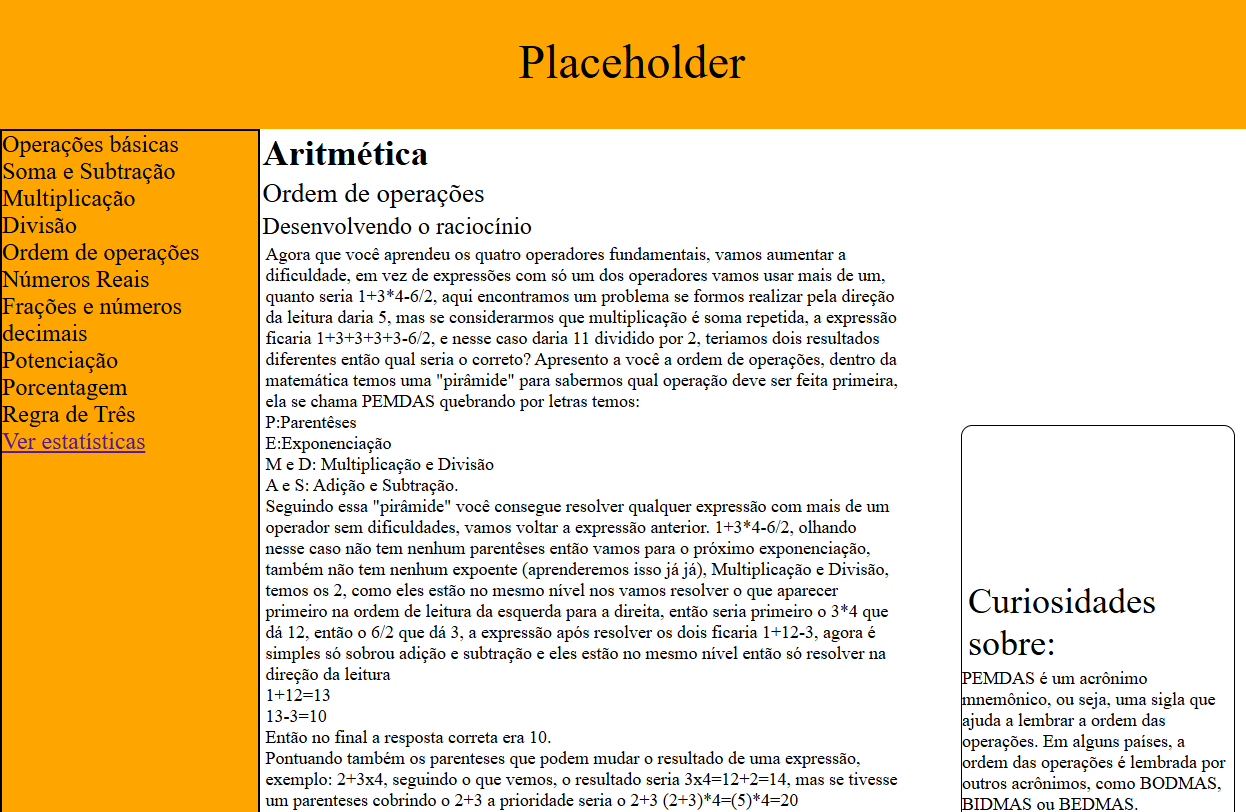 Placeholder
Operações básicas
Soma e Subtração
Multiplicação
Divisão
Ordem de operações
Números Reais
Frações e números
decimais
Potenciação
Porcentagem
Regra de Três
Ver estatísticas
Aritmética
Ordem de operações
Desenvolvendo o raciocínio
Agora que você aprendeu os quatro operadores fundamentais, vamos aumentar a
dificuldade, em vez de expressões com só um dos operadores vamos usar mais de um,
quanto seria 1+3*4-6/2, aqui encontramos um problema se formos realizar pela direção
da leitura daria 5, mas se considerarmos que multiplicação é soma repetida, a expressão
ficaria 1+3+3+3+3-6/2, e nesse caso daria 11 dividido por 2, teriamos dois resultados
diferentes então qual seria o correto? Apresento a você a ordem de operações, dentro da
matemática temos uma "pirâmide" para sabermos qual operação deve ser feita primeira,
ela se chama PEMDAS quebrando por letras temos:
P:Parentêses
E:Exponenciação
M e D: Multiplicação e Divisão
A e S: Adição e Subtração.
Seguindo essa "pirâmide" você consegue resolver qualquer expressão com mais de um
operador sem dificuldades, vamos voltar a expressão anterior. 1+3*4-6/2, olhando
nesse caso não tem nenhum parentêses então vamos para o próximo exponenciação,
também não tem nenhum expoente (aprenderemos isso já já), Multiplicação e Divisão,
temos os 2, como eles estão no mesmo nível nos vamos resolver o que aparecer
primeiro na ordem de leitura da esquerda para a direita, então seria primeiro o 3*4 que
dá 12, então o 6/2 que dá 3, a expressão após resolver os dois ficaria 1+12-3, agora é
simples só sobrou adição e subtração e eles estão no mesmo nível então só resolver na
direção da leitura
1+12=13
13-3=10
Então no final a resposta correta era 10.
Pontuando também os parenteses que podem mudar o resultado de uma expressão,
exemplo: 2+3x4, seguindo o que vemos, o resultado seria 3x4=12+2=14, mas se tivesse
um parenteses cobrindo o 2+3 a prioridade seria o 2+3 (2+3)*4=(5)*4=20
Curiosidades
sobre:
PEMDAS é um acrônimo
mnemônico, ou seja, uma sigla que
ajuda a lembrar a ordem das
operações. Em alguns países, a
ordem das operações é lembrada por
outros acrônimos, como BODMAS,
BIDMAS ou BEDMAS.